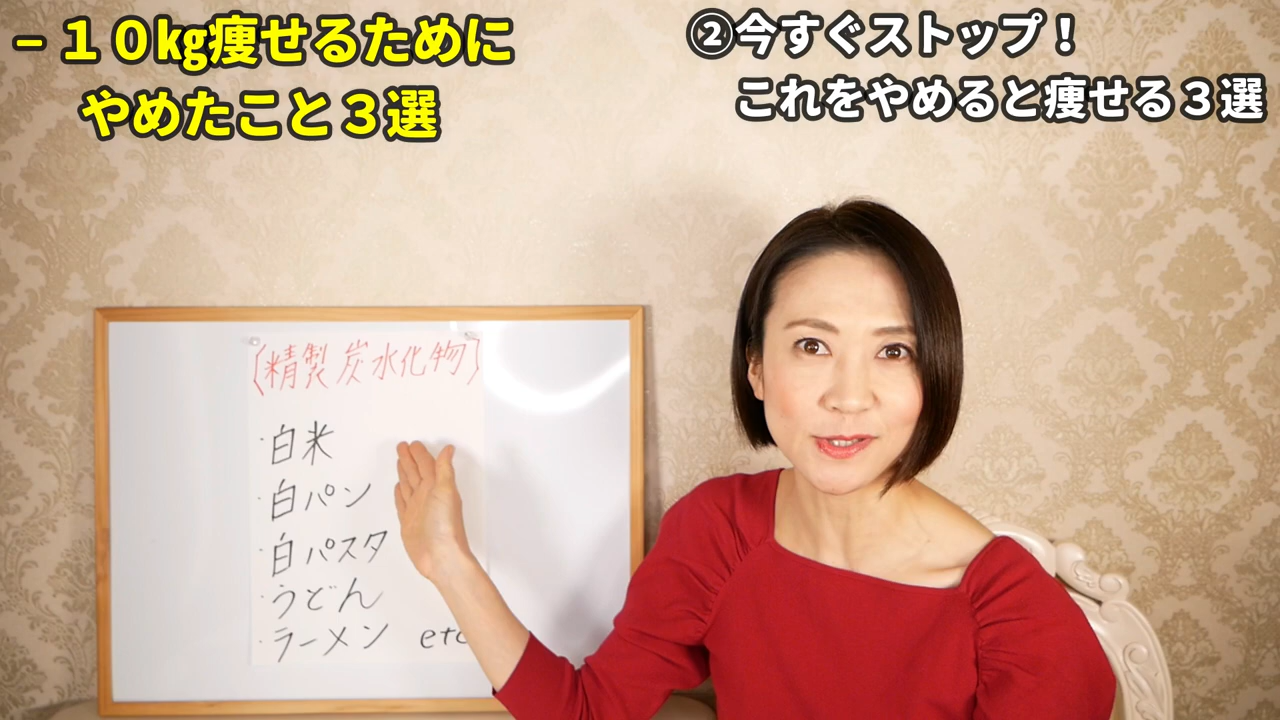 －１０㎏痩せるために
やめたこと３選
②今すぐストップ！
これをやめると痩せる３選
〔精製炭水化物〕
・白米
・白パン
・白パスタ
・うどん
・ラーメン etc